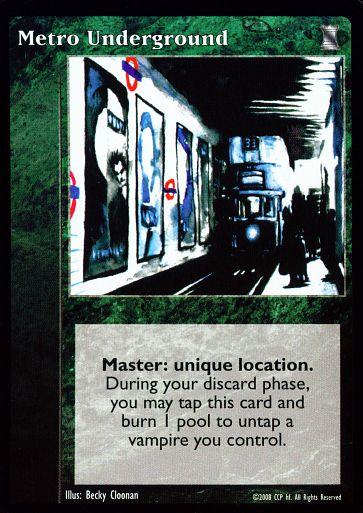 Metro Underground
33
Master: unique location.
During your discard phase,
you may tap this card and
burn 1 pool to untap a
vampire you control.
Illus: Becky Cloonan
©2008 CCP hf. All Rights Reserved